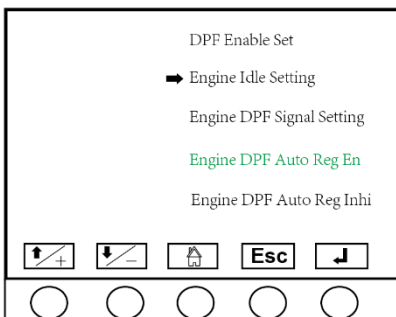 DPF Enable Set
Engine Idle Setting
Engine DPF Signal Setting
Engine DPF Auto Reg En
Engine DPF Auto Reg Inhi
+ - Esc